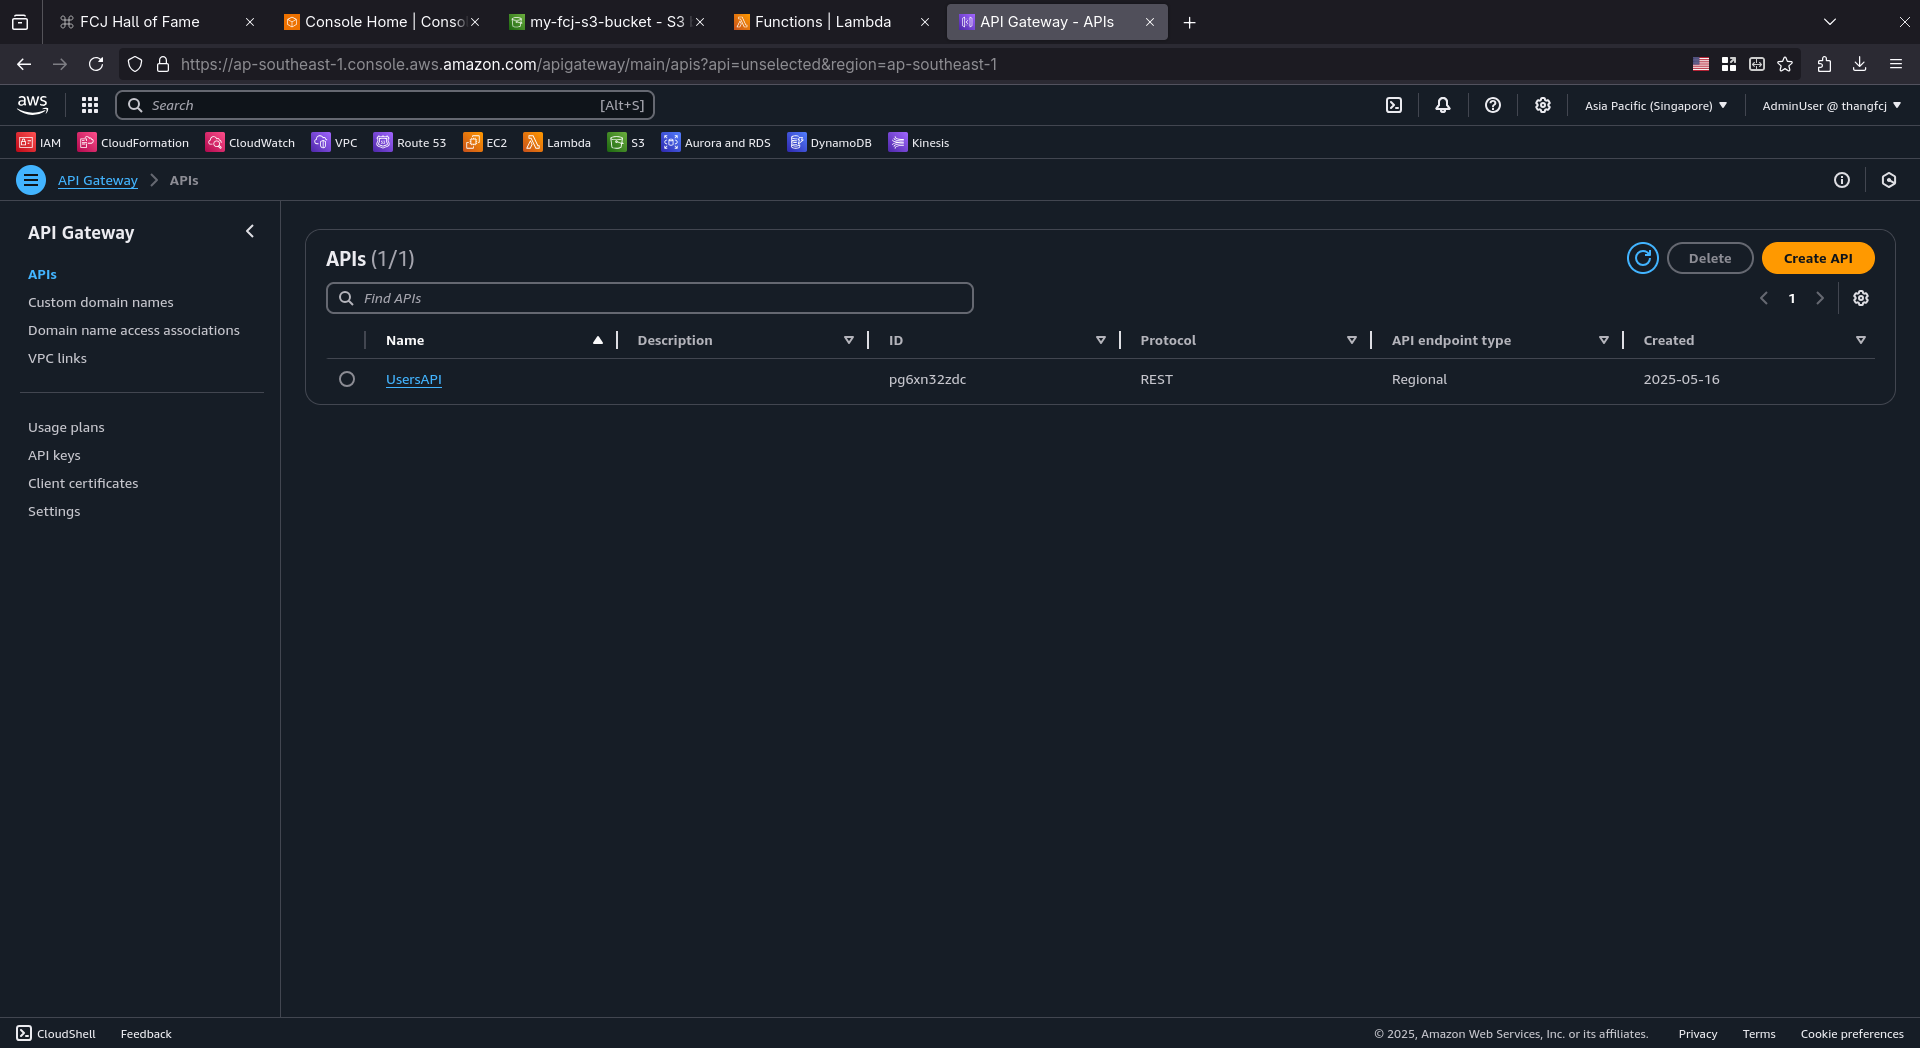 FCJ Hall of Fame
Console Home | Conso
my-fcj-s3-bucket - S3
Functions | Lambda
API Gateway - APIs
https://ap-southeast-1.console.aws.amazon.com/apigateway/main/apis?api=unselected&region=ap-southeast-1
aws
Search
[Alt+S]
Asia Pacific (Singapore)
AdminUser @ thangfcj
IAM
CloudFormation
CloudWatch
VPC
Route 53
EC2
Lambda
S3
Aurora and RDS
DynamoDB
Kinesis
API Gateway
APIs
API Gateway
APIs
Custom domain names
Domain name access associations
VPC links
Usage plans
API keys
Client certificates
Settings
APIs (1/1)
Delete
Create API
Find APIs
1
Name
Description
ID
Protocol
API endpoint type
Created
UsersAPI
pg6xn32zdc
REST
Regional
2025-05-16
CloudShell
Feedback
© 2025, Amazon Web Services, Inc. or its affiliates.
Privacy
Terms
Cookie preferences